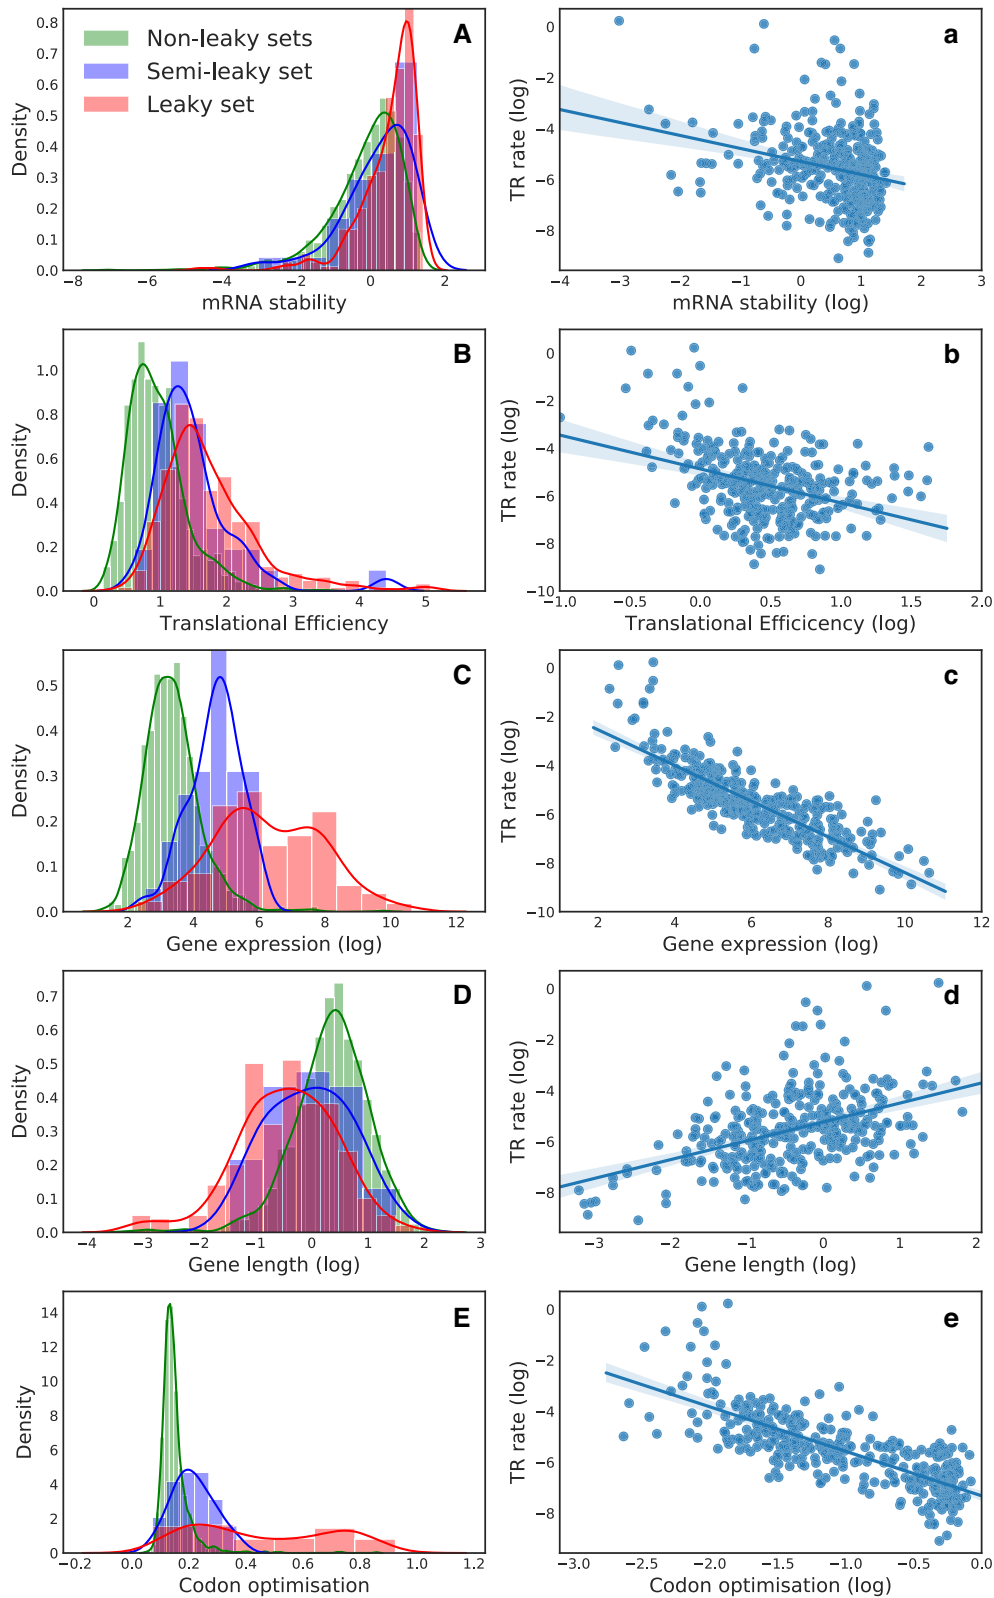 A
Non-leaky sets
Semi-leaky set
Leaky set
Density
0.8
0.7
0.6
0.5
0.4
0.3
0.2
0.1
0.0
−8 −6 −4 −2 0 2
mRNA stability
a
TR rate (log)
0
−2
−4
−6
−8
−4 −3 −2 −1 0 1 2 3
mRNA stability (log)
B
Density
1.0
0.8
0.6
0.4
0.2
0.0
0 1 2 3 4 5
Translational Efficiency
b
TR rate (log)
0
−2
−4
−6
−8
−10
−1.0 −0.5 0.0 0.5 1.0 1.5 2.0
Translational Efficicency (log)
C
Density
0.5
0.4
0.3
0.2
0.1
0.0
2 4 6 8 10 12
Gene expression (log)
c
TR rate (log)
0
−2
−4
−6
−8
−10
2 4 6 8 10 12
Gene expression (log)
D
Density
0.7
0.6
0.5
0.4
0.3
0.2
0.1
0.0
−4 −3 −2 −1 0 1 2 3
Gene length (log)
d
TR rate (log)
0
−2
−4
−6
−8
−3 −2 −1 0 1 2
Gene length (log)
E
Density
14
12
10
8
6
4
2
0
−0.2 0.0 0.2 0.4 0.6 0.8 1.0 1.2
Codon optimisation
e
TR rate (log)
0
−2
−4
−6
−8
−3.0 −2.5 −2.0 −1.5 −1.0 −0.5 0.0
Codon optimisation (log)